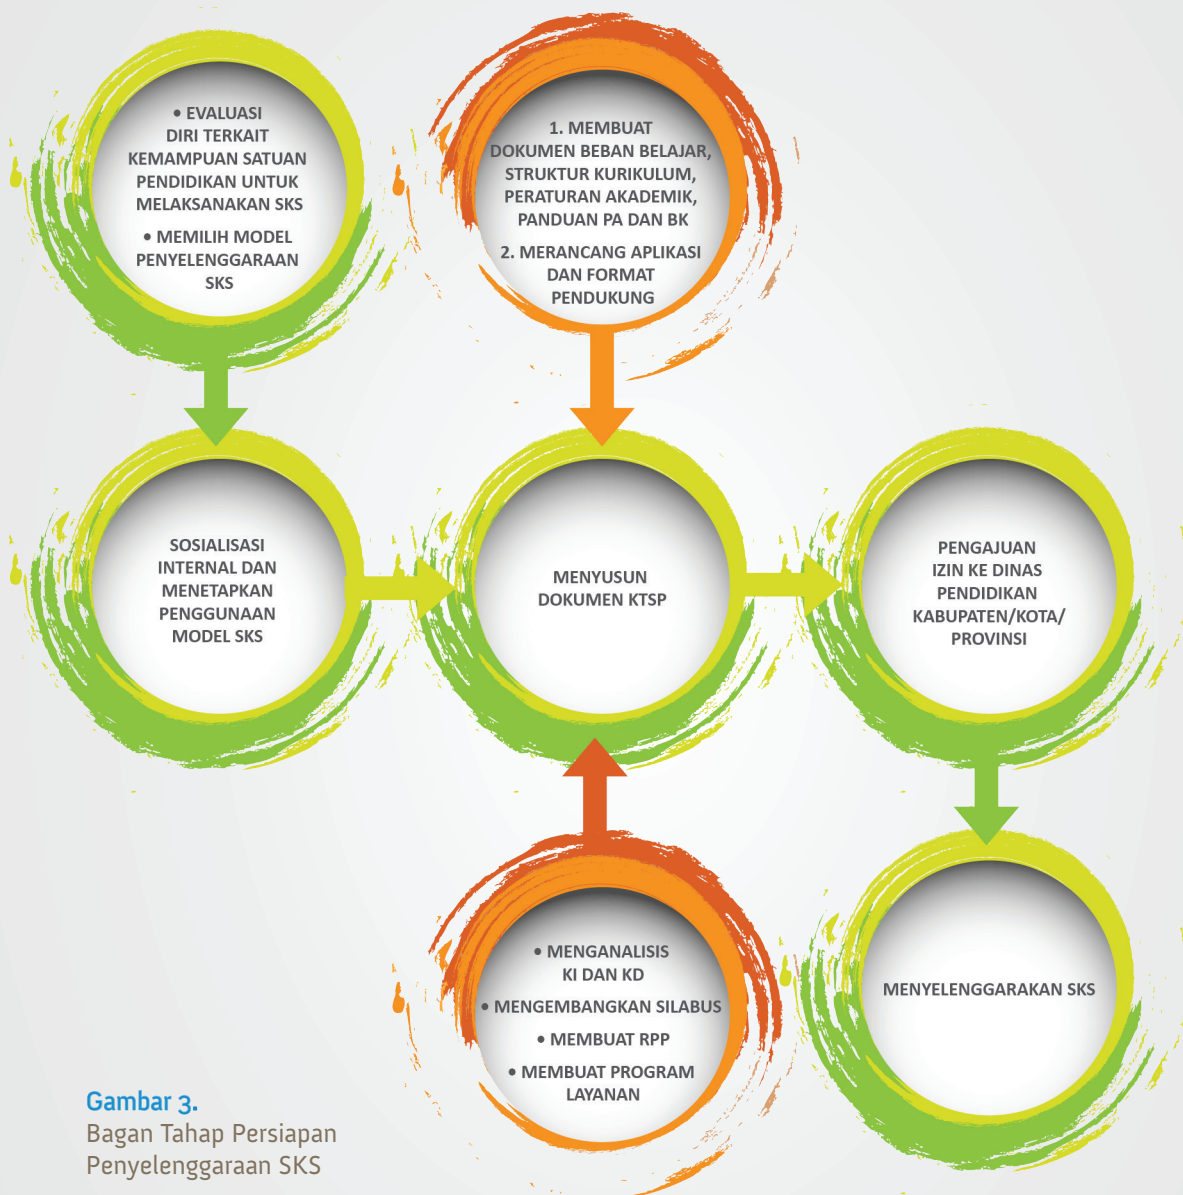 • EVALUASI
DIRI TERKAIT
KEMAMPUAN SATUAN
PENDIDIKAN UNTUK
MELAKSANAKAN SKS
• MEMILIH MODEL
PENYELENGGARAAN
SKS
1. MEMBUAT
DOKUMEN BEBAN BELAJAR,
STRUKTUR KURIKULUM,
PERATURAN AKADEMIK,
PANDUAN PA DAN BK
2. MERANCANG APLIKASI
DAN FORMAT
PENDUKUNG
SOSIALISASI
INTERNAL DAN
MENETAPKAN
PENGGUNAAN
MODEL SKS
MENYUSUN
DOKUMEN KTSP
PENGAJUAN
IZIN KE DINAS
PENDIDIKAN
KABUPATEN/KOTA/
PROVINSI
• MENGANALISIS
KI DAN KD
• MENGEMBANGKAN SILABUS
• MEMBUAT RPP
• MEMBUAT PROGRAM
LAYANAN
MENYELENGGARAKAN SKS
Gambar 3.
Bagan Tahap Persiapan
Penyelenggaraan SKS